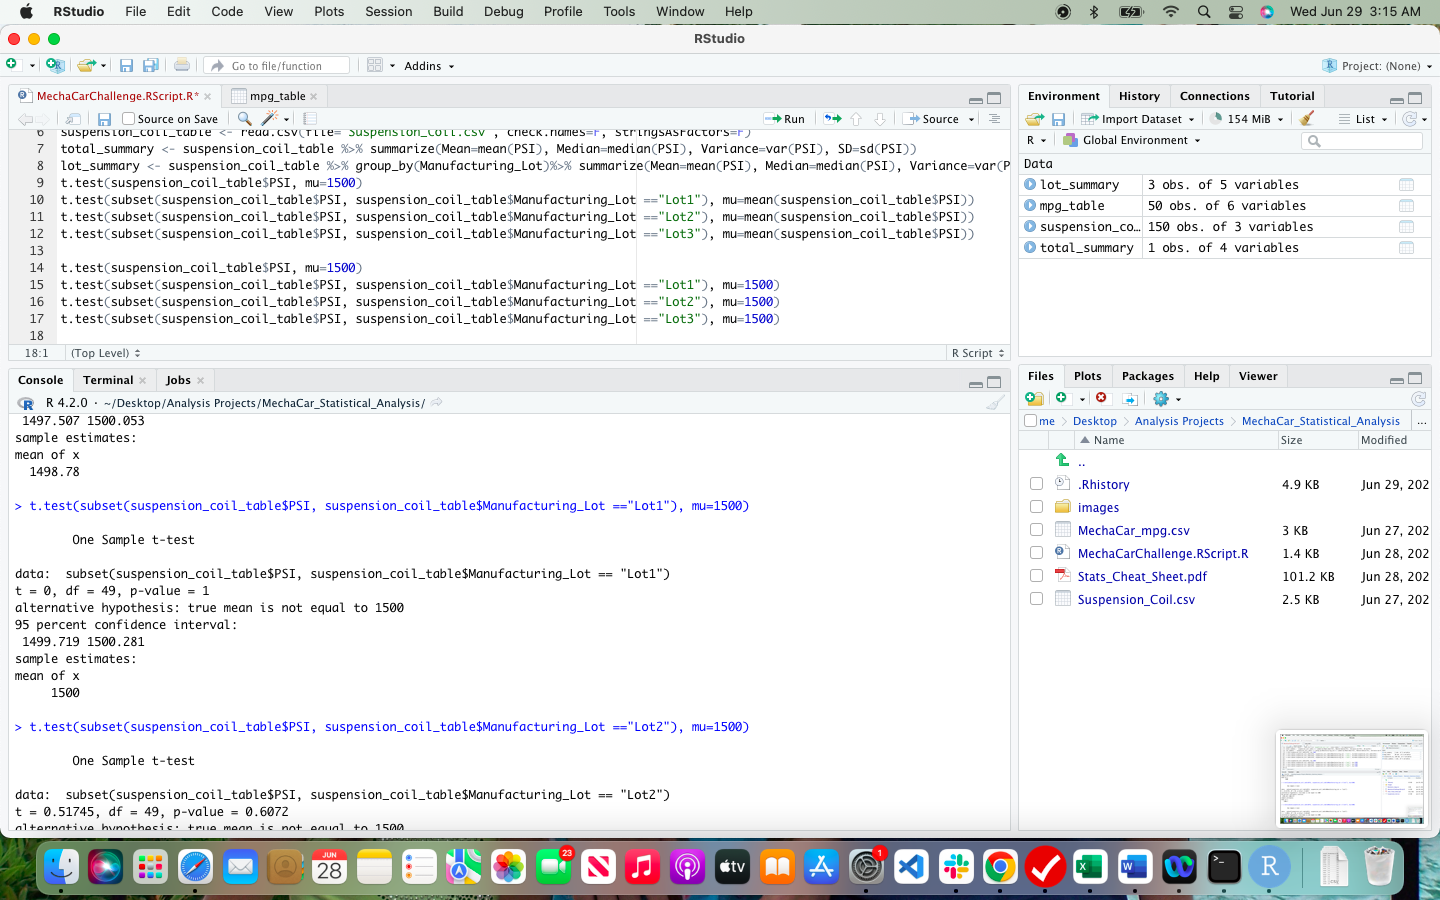 RStudio File Edit Code View Plots Session Build Debug Profile Tools Window Help Wed Jun 29 3:15 AM
RStudio
Go to file/function Addins Project: (None)
MechaCarChallenge.RScript.R* mpg_table
Source on Save Run Source
6 suspension_coil_table <- read.csv(file='Suspension_Coil.csv', check.names=F, stringsAsFactors=F)
7 total_summary <- suspension_coil_table %>% summarize(Mean=mean(PSI), Median=median(PSI), Variance=var(PSI), SD=sd(PSI))
8 lot_summary <- suspension_coil_table %>% group_by(Manufacturing_Lot)%>% summarize(Mean=mean(PSI), Median=median(PSI), Variance=var(P
9 t.test(suspension_coil_table$PSI, mu=1500)
10 t.test(subset(suspension_coil_table$PSI, suspension_coil_table$Manufacturing_Lot =="Lot1"), mu=mean(suspension_coil_table$PSI))
11 t.test(subset(suspension_coil_table$PSI, suspension_coil_table$Manufacturing_Lot =="Lot2"), mu=mean(suspension_coil_table$PSI))
12 t.test(subset(suspension_coil_table$PSI, suspension_coil_table$Manufacturing_Lot =="Lot3"), mu=mean(suspension_coil_table$PSI))
13
14 t.test(suspension_coil_table$PSI, mu=1500)
15 t.test(subset(suspension_coil_table$PSI, suspension_coil_table$Manufacturing_Lot =="Lot1"), mu=1500)
16 t.test(subset(suspension_coil_table$PSI, suspension_coil_table$Manufacturing_Lot =="Lot2"), mu=1500)
17 t.test(subset(suspension_coil_table$PSI, suspension_coil_table$Manufacturing_Lot =="Lot3"), mu=1500)
18
18:1 (Top Level) R Script
Console Terminal Jobs
R 4.2.0 · ~/Desktop/Analysis Projects/MechaCar_Statistical_Analysis/
1497.507 1500.053
sample estimates:
mean of x
1498.78
> t.test(subset(suspension_coil_table$PSI, suspension_coil_table$Manufacturing_Lot =="Lot1"), mu=1500)
One Sample t-test
data: subset(suspension_coil_table$PSI, suspension_coil_table$Manufacturing_Lot == "Lot1")
t = 0, df = 49, p-value = 1
alternative hypothesis: true mean is not equal to 1500
95 percent confidence interval:
1499.719 1500.281
sample estimates:
mean of x
1500
> t.test(subset(suspension_coil_table$PSI, suspension_coil_table$Manufacturing_Lot =="Lot2"), mu=1500)
One Sample t-test
data: subset(suspension_coil_table$PSI, suspension_coil_table$Manufacturing_Lot == "Lot2")
t = 0.51745, df = 49, p-value = 0.6072
alternative hypothesis: true mean is not equal to 1500
Environment History Connections Tutorial
Import Dataset 154 MiB List
R Global Environment
Data
lot_summary 3 obs. of 5 variables
mpg_table 50 obs. of 6 variables
suspension_co... 150 obs. of 3 variables
total_summary 1 obs. of 4 variables
Files Plots Packages Help Viewer
me Desktop Analysis Projects MechaCar_Statistical_Analysis ...
Name Size Modified
..
.Rhistory 4.9 KB Jun 29, 202
images
MechaCar_mpg.csv 3 KB Jun 27, 202
MechaCarChallenge.RScript.R 1.4 KB Jun 28, 202
Stats_Cheat_Sheet.pdf 101.2 KB Jun 28, 202
Suspension_Coil.csv 2.5 KB Jun 27, 202
JUN
28
23
tv
1
R